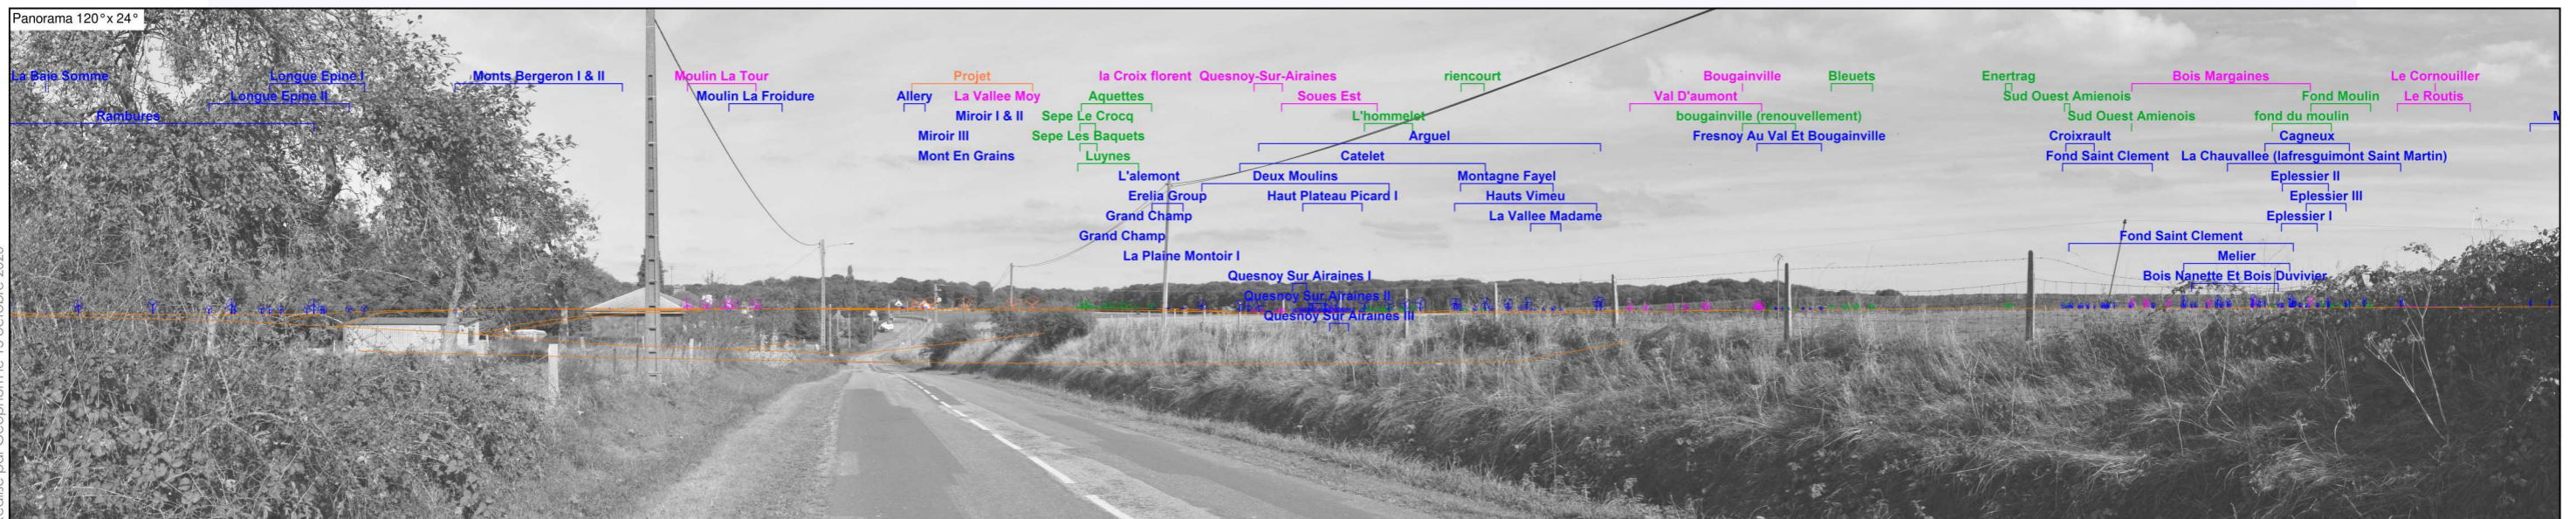 Panorama 120°x 24°
La Baie Somme
Longue Epine I
Monts Bergeron I & II
Moulin La Tour
Projet
la Croix florent
Quesnoy-Sur-Airaines
riencourt
Bougainville
Bleuets
Enertrag
Bois Margaines
Le Cornouiller
Longue Epine II
Moulin La Froidure
Allery
La Vallee Moy
Aquettes
Soues Est
Val D'aumont
Sud Ouest Amienois
Fond Moulin
Le Routis
Rambures
Miroir I & II
Sepe Le Crocq
L'hommelet
bougainville (renouvellement)
Sud Ouest Amienois
fond du moulin
Miroir III
Sepe Les Baquets
Arguel
Fresnoy Au Val Et Bougainville
Croixrault
Cagneux
Mont En Grains
Luynes
Catelet
Fond Saint Clement
La Chauvallee (lafresguimont Saint Martin)
L'alemont
Deux Moulins
Montagne Fayel
Eplessier II
Erelia Group
Haut Plateau Picard I
Hauts Vimeu
Eplessier III
Grand Champ
La Vallee Madame
Eplessier I
Grand Champ
Fond Saint Clement
La Plaine Montoir I
Melier
Quesnoy Sur Airaines I
Bois Nanette Et Bois Duvivier
Quesnoy Sur Airaines II
Quesnoy Sur Airaines III